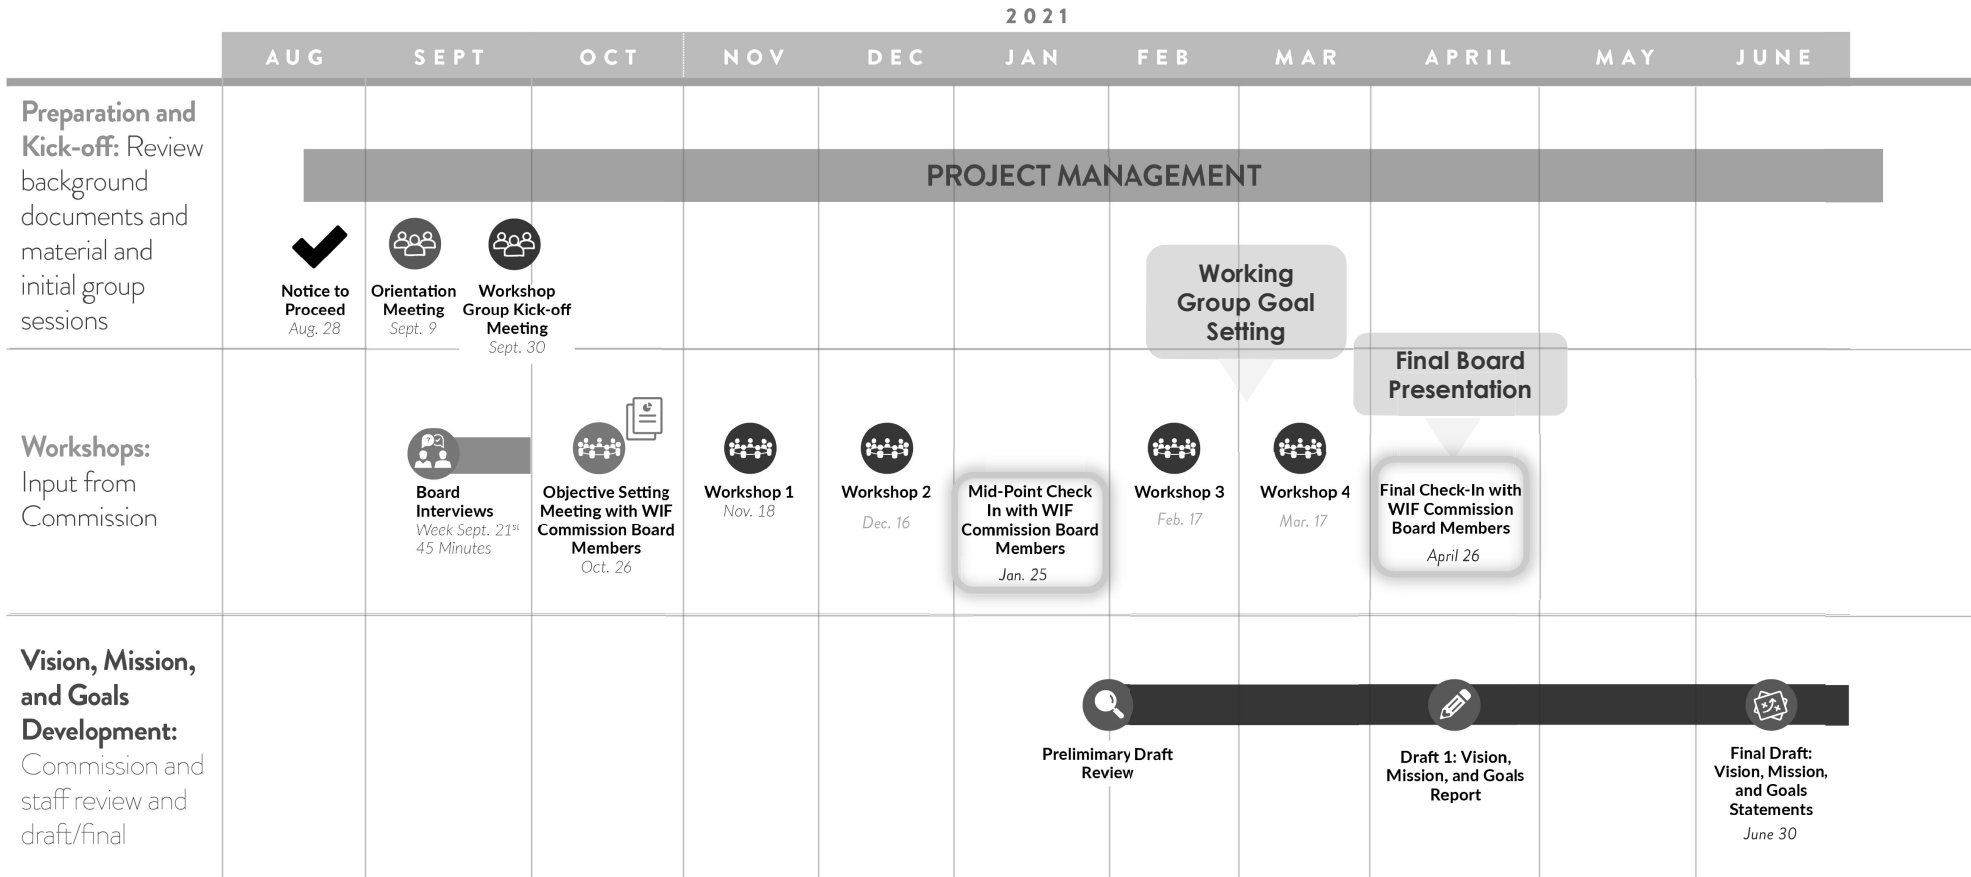 2021
AUG SEPT OCT NOV DEC JAN FEB MAR APRIL MAY JUNE
Preparation and
Kick-off: Review
background
documents and
material and
initial group
sessions
PROJECT MANAGEMENT
Notice to
Proceed
Aug. 28
Orientation
Meeting
Sept. 9
Workshop
Group Kick-off
Meeting
Sept. 30
Working
Group Goal
Setting
Final Board
Presentation
Workshops:
Input from
Commission
Board
Interviews
Week Sept. 21st
45 Minutes
Objective Setting
Meeting with WIF
Commission Board
Members
Oct. 26
Workshop 1
Nov. 18
Workshop 2
Dec. 16
Mid-Point Check
In with WIF
Commission Board
Members
Jan. 25
Workshop 3
Feb. 17
Workshop 4
Mar. 17
Final Check-In with
WIF Commission
Board Members
April 26
Vision, Mission,
and Goals
Development:
Commission and
staff review and
draft/final
Prelimimary Draft
Review
Draft 1: Vision,
Mission, and Goals
Report
Final Draft:
Vision, Mission,
and Goals
Statements
June 30